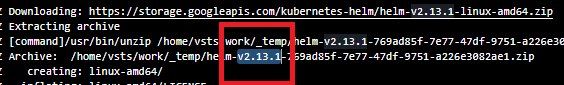 Z Downloading: https://storage.googleapis.com/kubernetes-helm/helm-v2.13.1-linux-amd64.zip
Z Extracting archive
Z [command]/usr/bin/unzip /home/vsts/work/_temp/helm-v2.13.1-769ad85f-7e77-47df-9751-a226e30
Z Archive:  /home/vsts/work/_temp/helm-v2.13.1-769ad85f-7e77-47df-9751-a226e3082ae1.zip
Z    creating: linux-amd64/